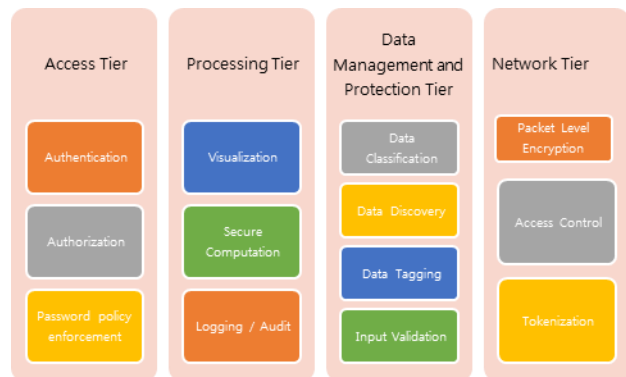 Access Tier
Authentication
Authorization
Password policy
enforcement
Processing Tier
Visualization
Secure
Computation
Logging / Audit
Data
Management and
Protection Tier
Data
Classification
Data Discovery
Data Tagging
Input Validation
Network Tier
Packet Level
Encryption
Access Control
Tokenization